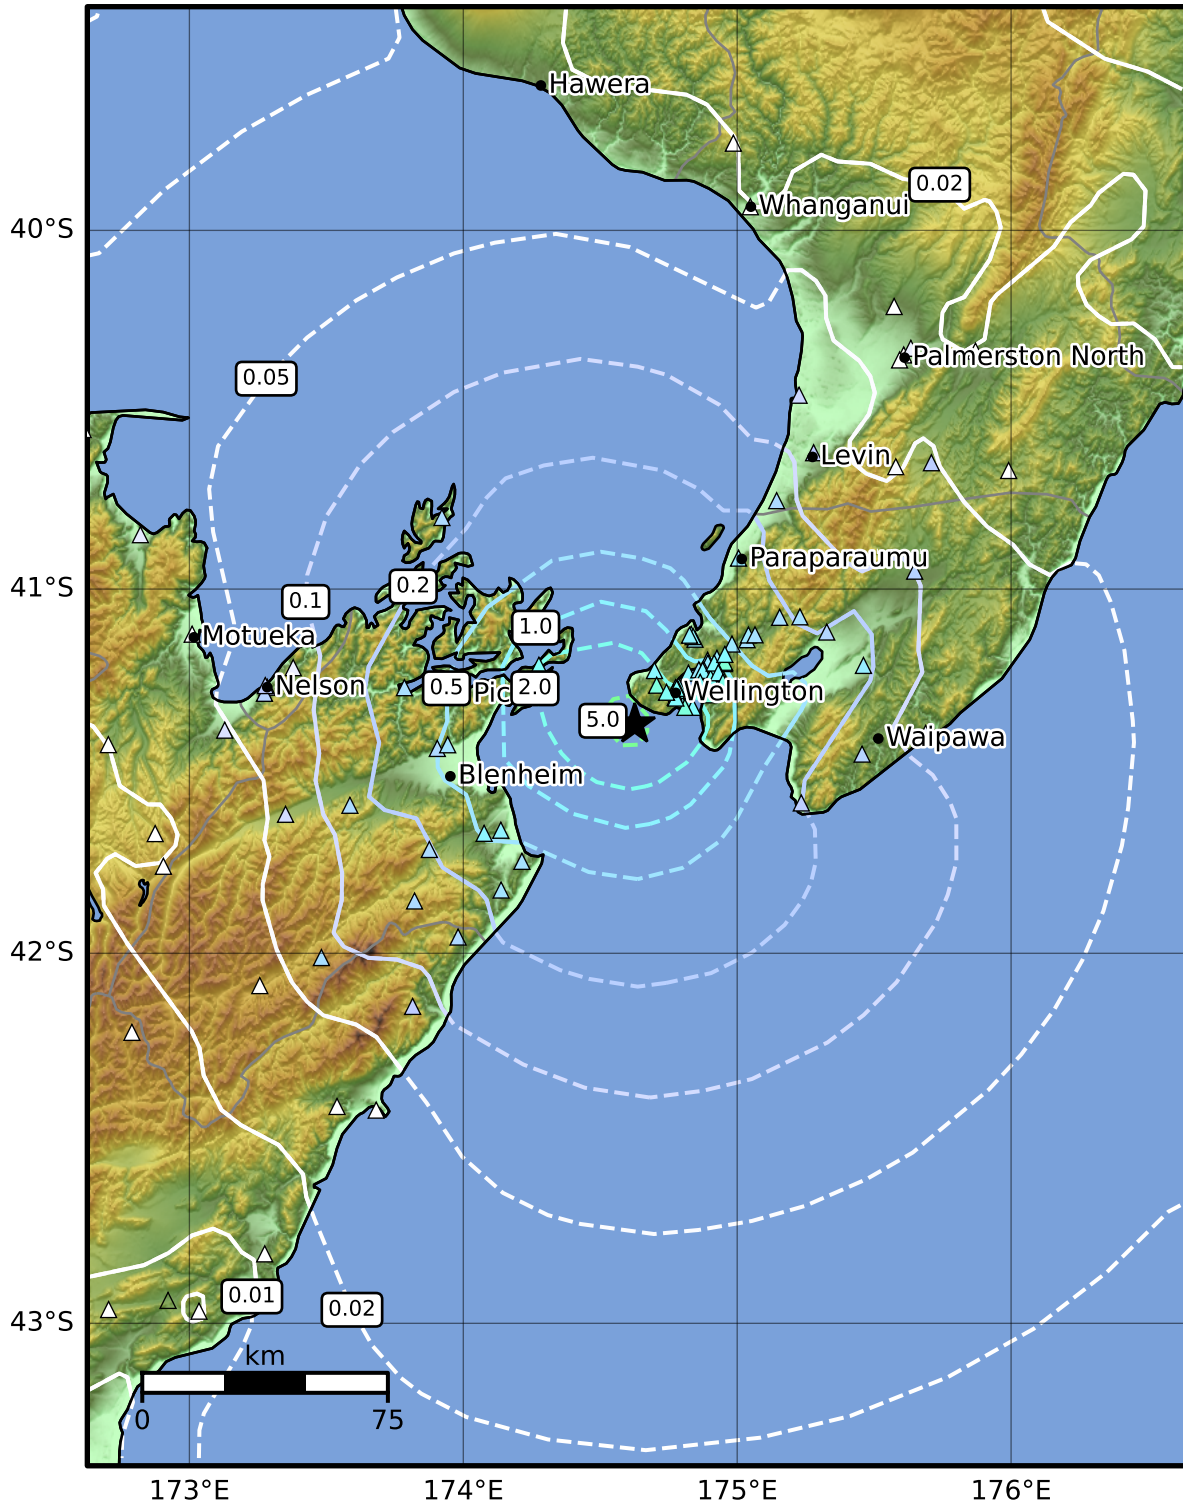 Hawera
0.02
Whanganui
40°S
Palmerston North
0.05
Levin
Paraparaumu
41°S
0.2
0.1
1.0
Motueka
Nelson
0.5
Pic
2.0
Wellington
5.0
Waipawa
Blenheim
42°S
0.01
0.02
43°S
km
0
75
173°E
174°E
175°E
176°E